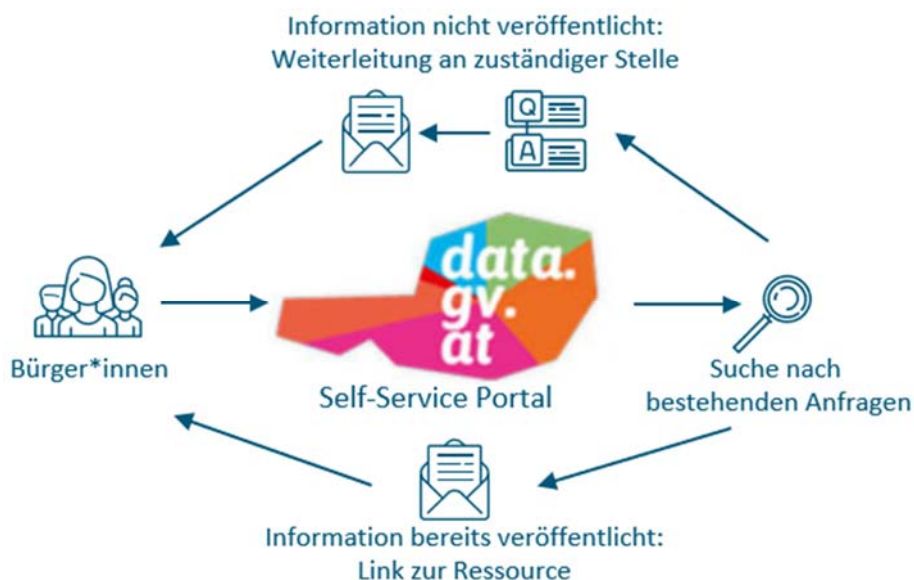 Information nicht veröffentlicht:
Weiterleitung an zuständiger Stelle
Q
A
data.
gv.
at
Bürger*innen
Self-Service Portal
Suche nach
bestehenden Anfragen
Information bereits veröffentlicht:
Link zur Ressource